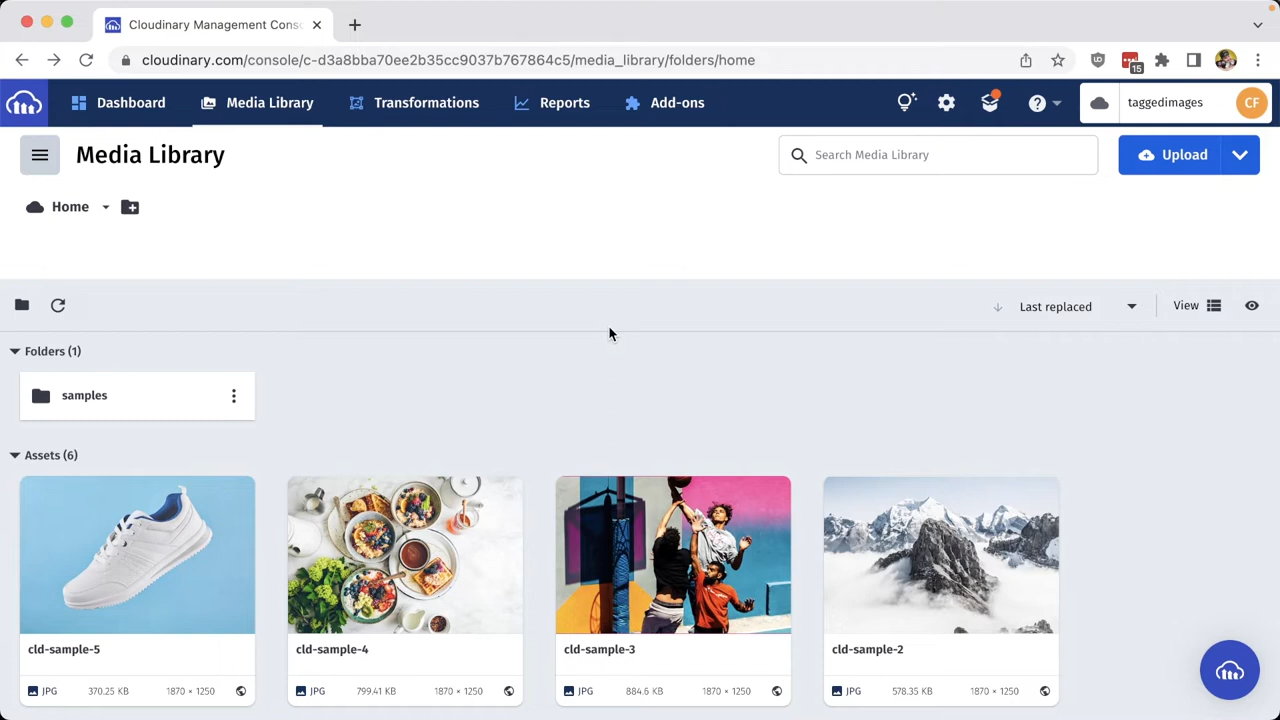 Cloudinary Management Conso
cloudinary.com/console/c-d3a8bba70e2b35cc9037b767864c5/media_library/folders/home
15
Dashboard
Media Library
Transformations
Reports
Add-ons
taggedimages
CF
Media Library
Search Media Library
Upload
Home
Last replaced
View
Folders (1)
samples
Assets (6)
cld-sample-5
cld-sample-4
cld-sample-3
cld-sample-2
JPG 370.25 KB 1870 × 1250
JPG 799.41 KB 1870 × 1250
JPG 884.6 KB 1870 × 1250
JPG 578.35 KB 1870 × 1250